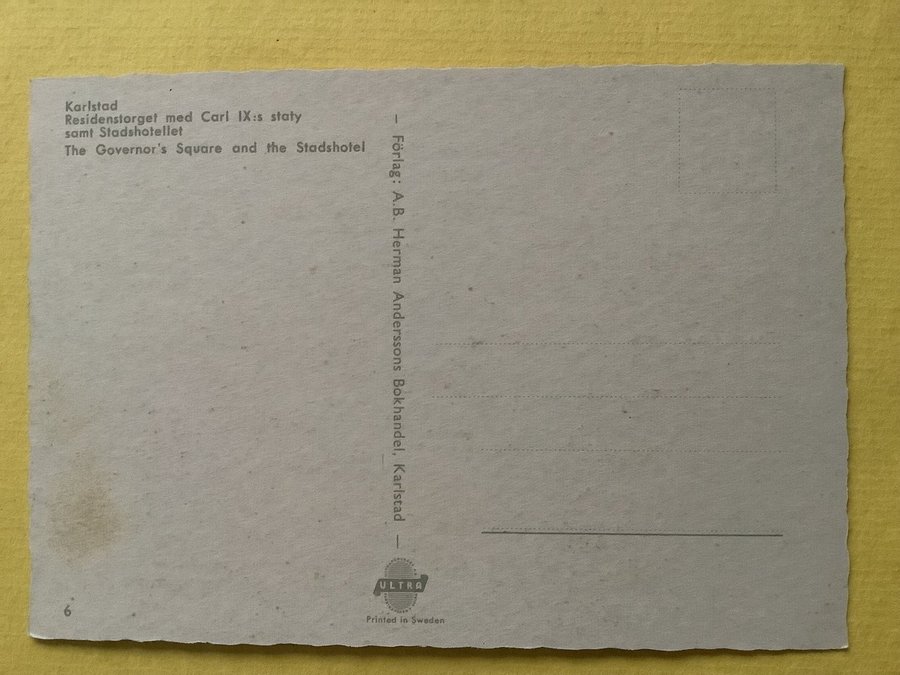 Karlstad
Residenstorget med Carl IX:s staty
samt Stadshotellet
The Governor's Square and the Stadshotel
— Förlag: A.B. Herman Anderssons Bokhandel, Karlstad —
6
ULTRA
Printed in Sweden